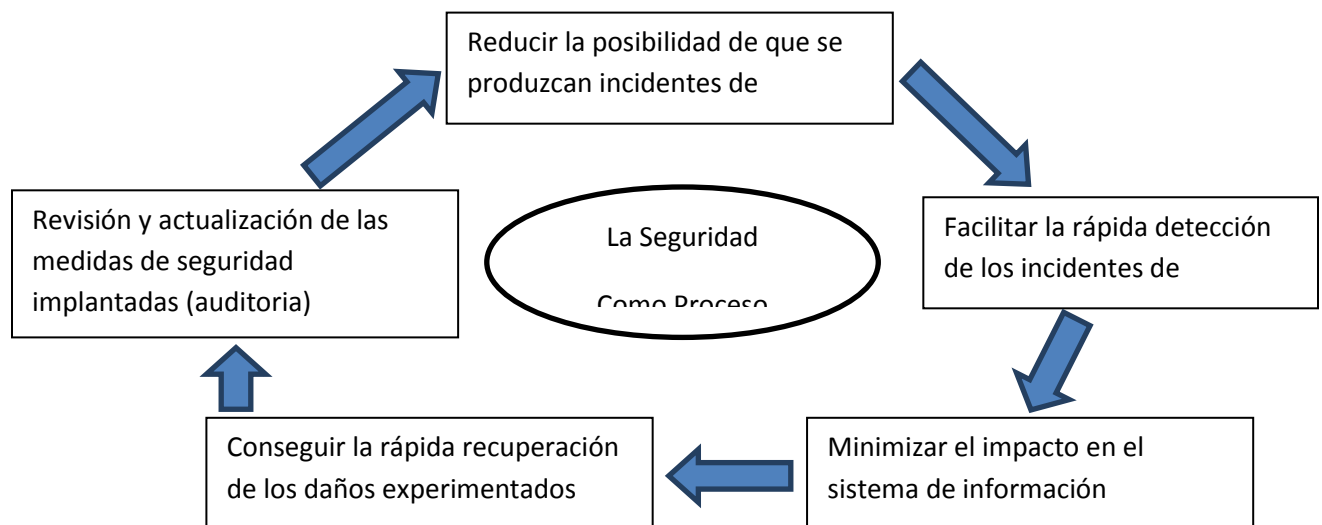 Reducir la posibilidad de que se
produzcan incidentes de
Facilitar la rápida detección
de los incidentes de
Minimizar el impacto en el
sistema de información
Conseguir la rápida recuperación
de los daños experimentados
Revisión y actualización de las
medidas de seguridad
implantadas (auditoria)
La Seguridad
Como Proceso